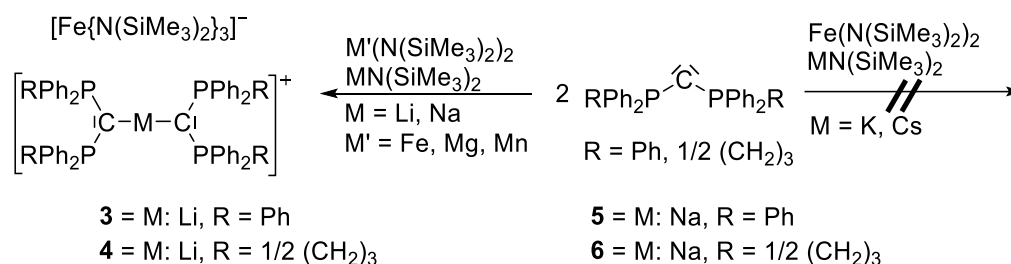 [Fe{N(SiMe₃)₂}₃]⁻
RPh₂P PPh₂R
C M C
RPh₂P PPh₂R
+
M'(N(SiMe₃)₂)₂
MN(SiMe₃)₂
M = Li, Na
M' = Fe, Mg, Mn
2 RPh₂P C PPh₂R
R = Ph, 1/2 (CH₂)₃
Fe(N(SiMe₃)₂)₂
MN(SiMe₃)₂
M = K, Cs
3 = M: Li, R = Ph
4 = M: Li, R = 1/2 (CH₂)₃
5 = M: Na, R = Ph
6 = M: Na, R = 1/2 (CH₂)₃